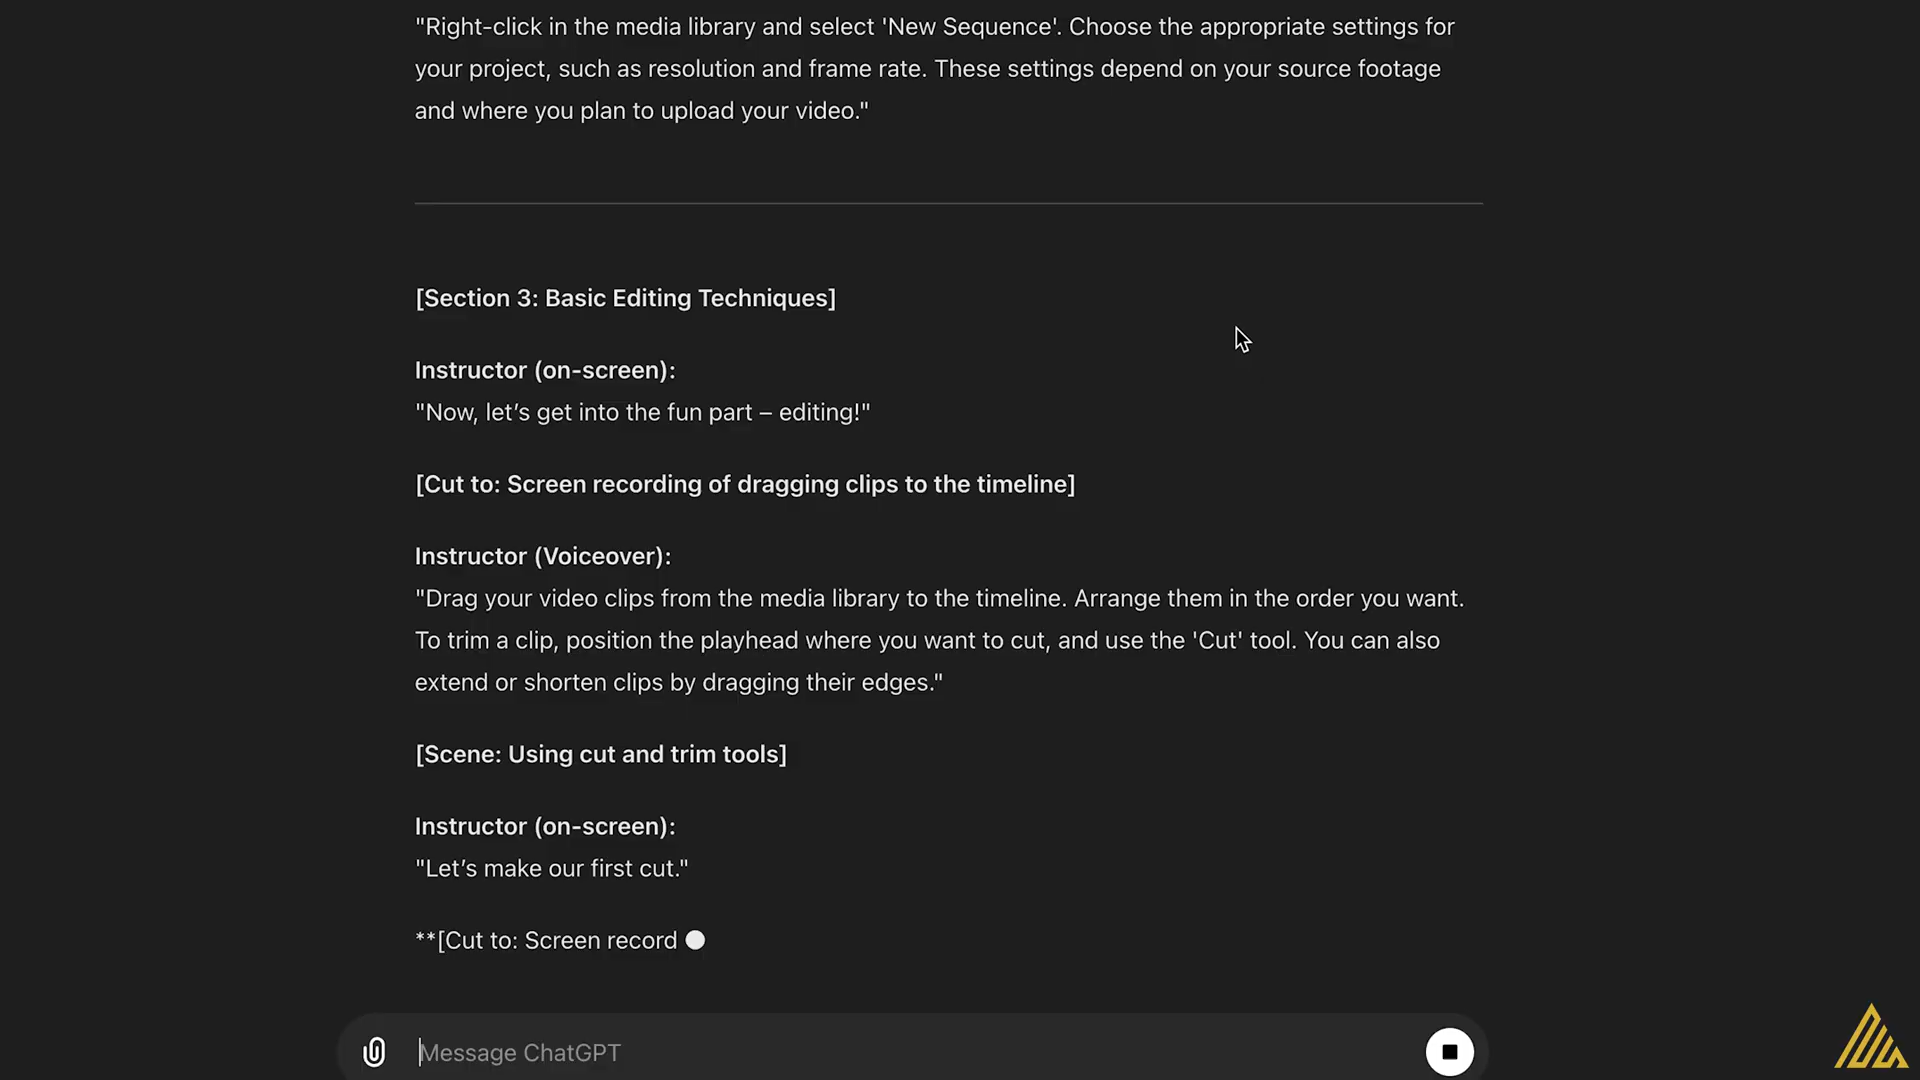 "Right-click in the media library and select 'New Sequence'. Choose the appropriate settings for
your project, such as resolution and frame rate. These settings depend on your source footage
and where you plan to upload your video."
[Section 3: Basic Editing Techniques]
Instructor (on-screen):
"Now, let’s get into the fun part – editing!"
[Cut to: Screen recording of dragging clips to the timeline]
Instructor (Voiceover):
"Drag your video clips from the media library to the timeline. Arrange them in the order you want.
To trim a clip, position the playhead where you want to cut, and use the 'Cut' tool. You can also
extend or shorten clips by dragging their edges."
[Scene: Using cut and trim tools]
Instructor (on-screen):
"Let’s make our first cut."
**[Cut to: Screen record
Message ChatGPT